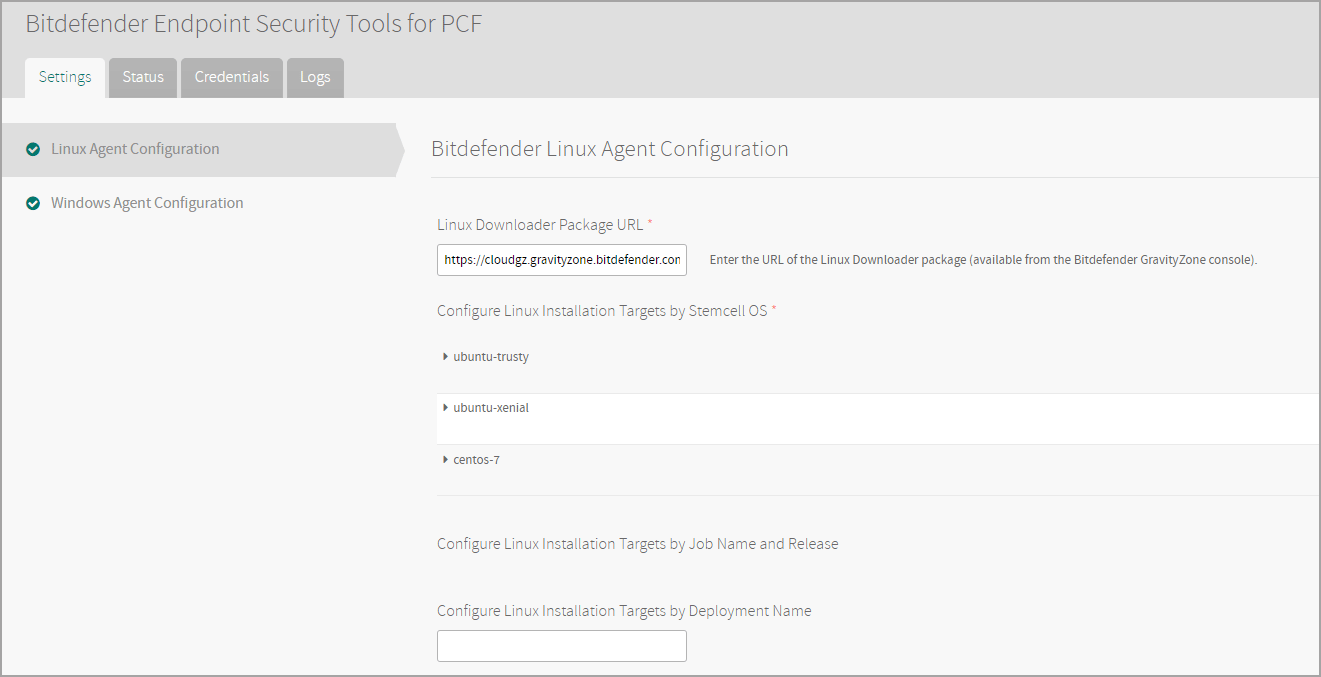 Bitdefender Endpoint Security Tools for PCF
Settings Status Credentials Logs
Linux Agent Configuration
Windows Agent Configuration
Bitdefender Linux Agent Configuration
Linux Downloader Package URL *
https://cloudgz.gravityzone.bitdefender.con
Enter the URL of the Linux Downloader package (available from the Bitdefender GravityZone console).
Configure Linux Installation Targets by Stemcell OS *
ubuntu-trusty
ubuntu-xenial
centos-7
Configure Linux Installation Targets by Job Name and Release
Configure Linux Installation Targets by Deployment Name